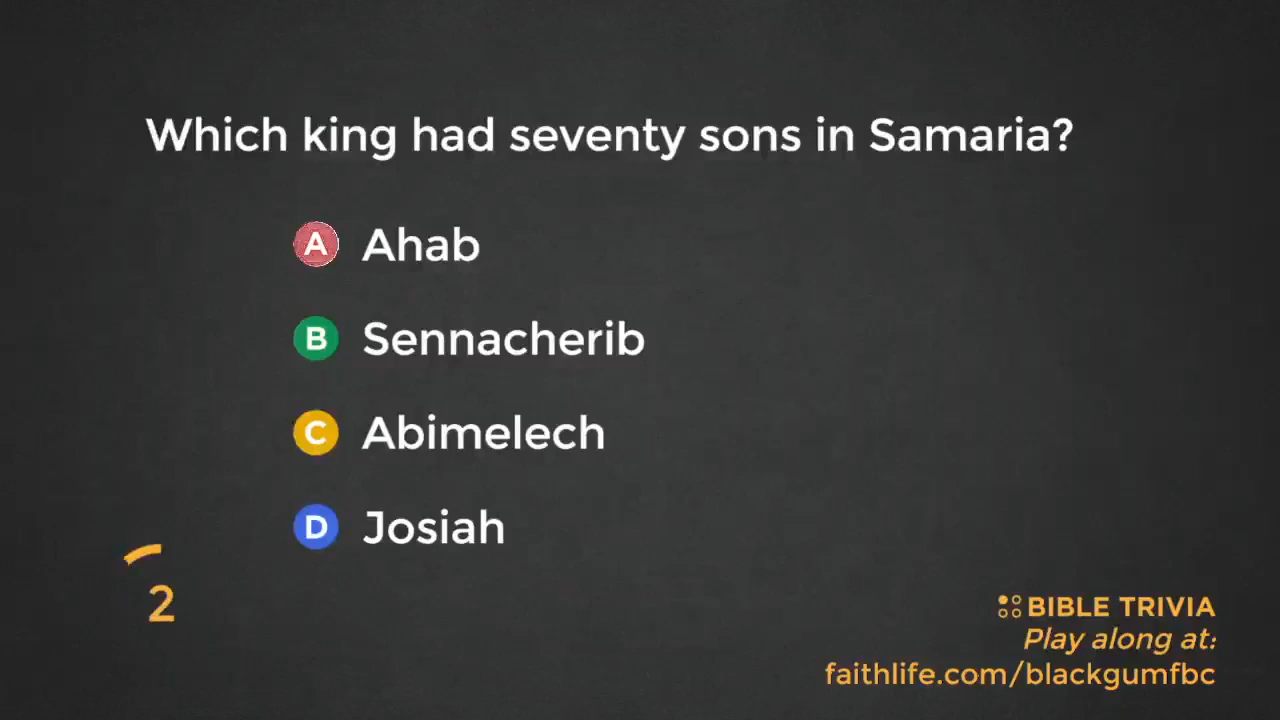 Which king had seventy sons in Samaria?
A Ahab
B Sennacherib
C Abimelech
D Josiah
2
BIBLE TRIVIA
Play along at:
faithlife.com/blackgumfbc